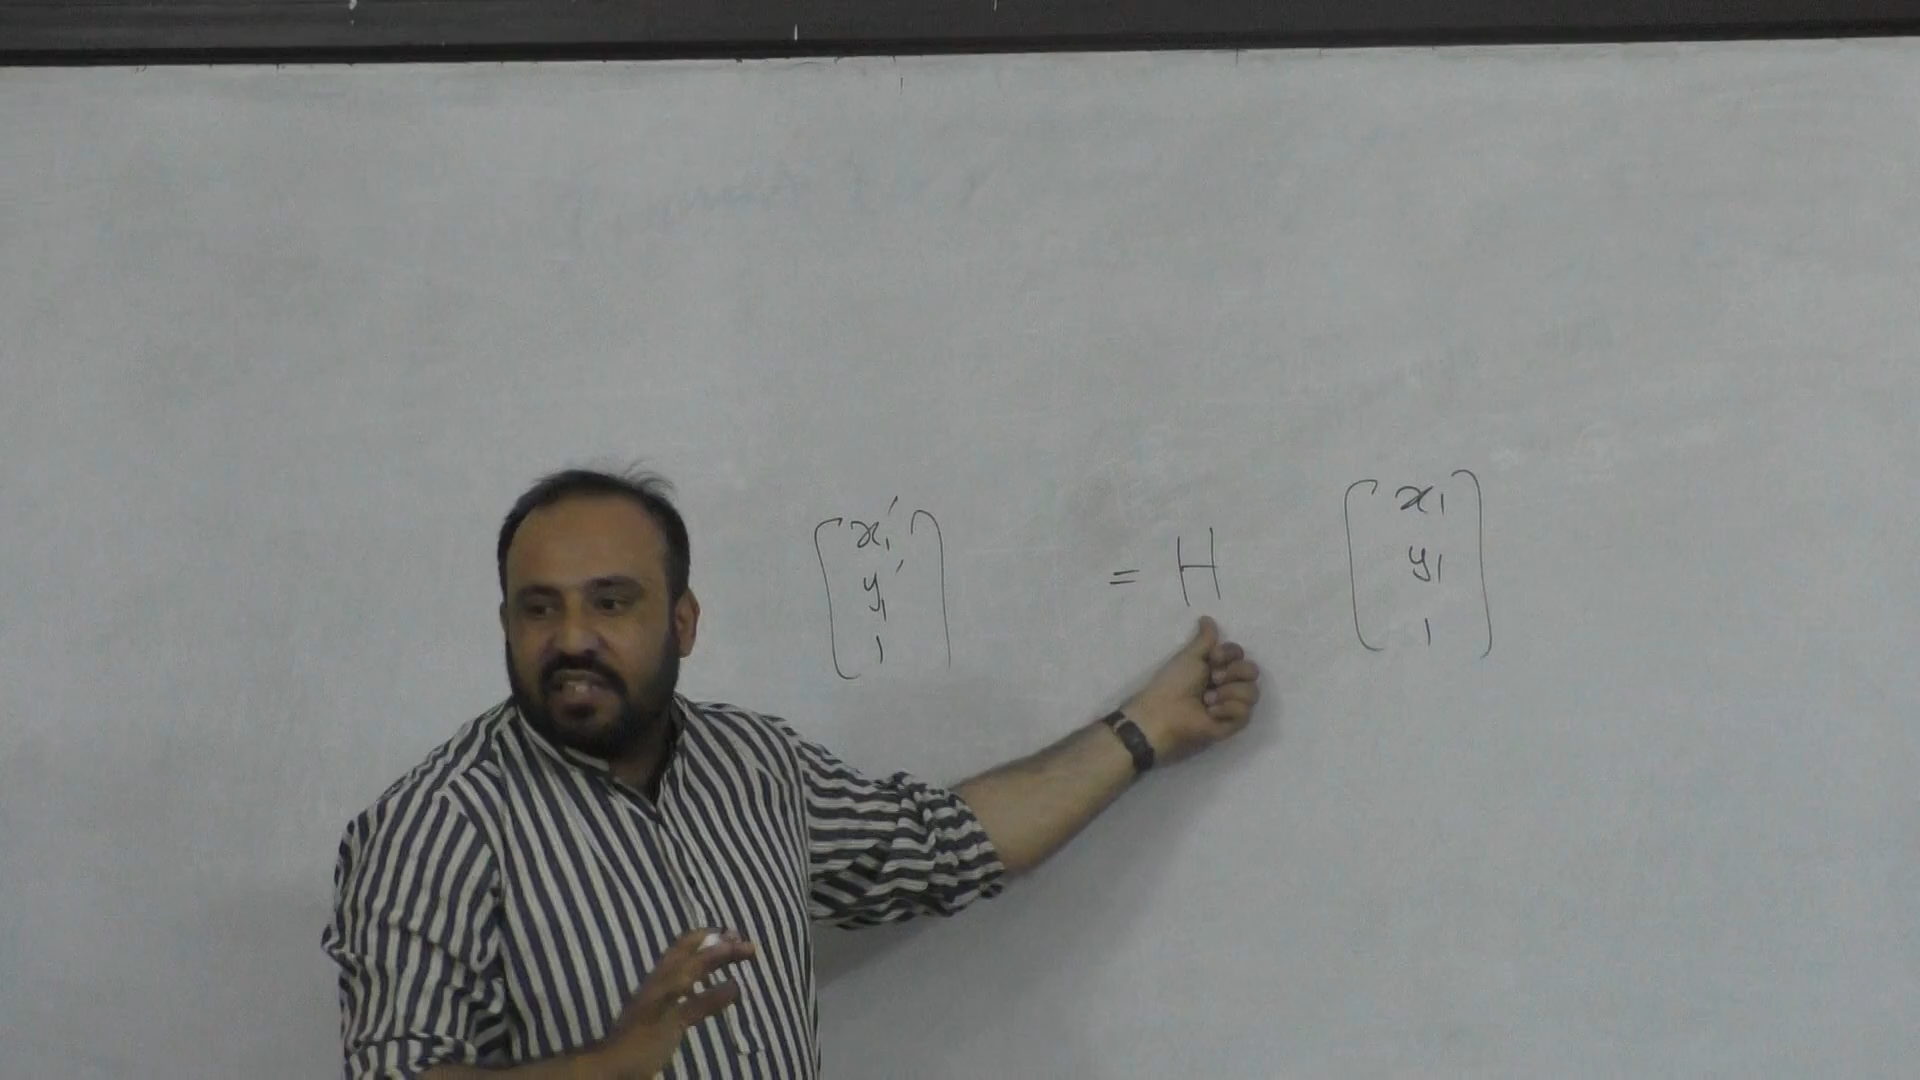 [x₁′ y₁′ 1] = H [x₁ y₁ 1]